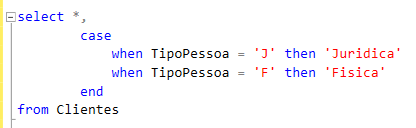 select *,
case
when TipoPessoa = 'J' then 'Juridica'
when TipoPessoa = 'F' then 'Fisica'
end
from Clientes